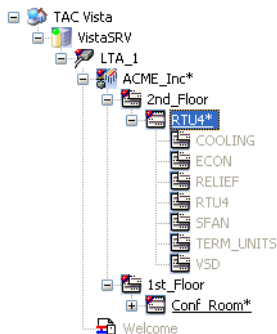 TAC Vista
VistaSRV
LTA_1
ACME_Inc*
2nd_Floor
RTU4*
COOLING
ECON
RELIEF
RTU4
SFAN
TERM_UNITS
VSD
1st_Floor
Conf_Room*
Welcome